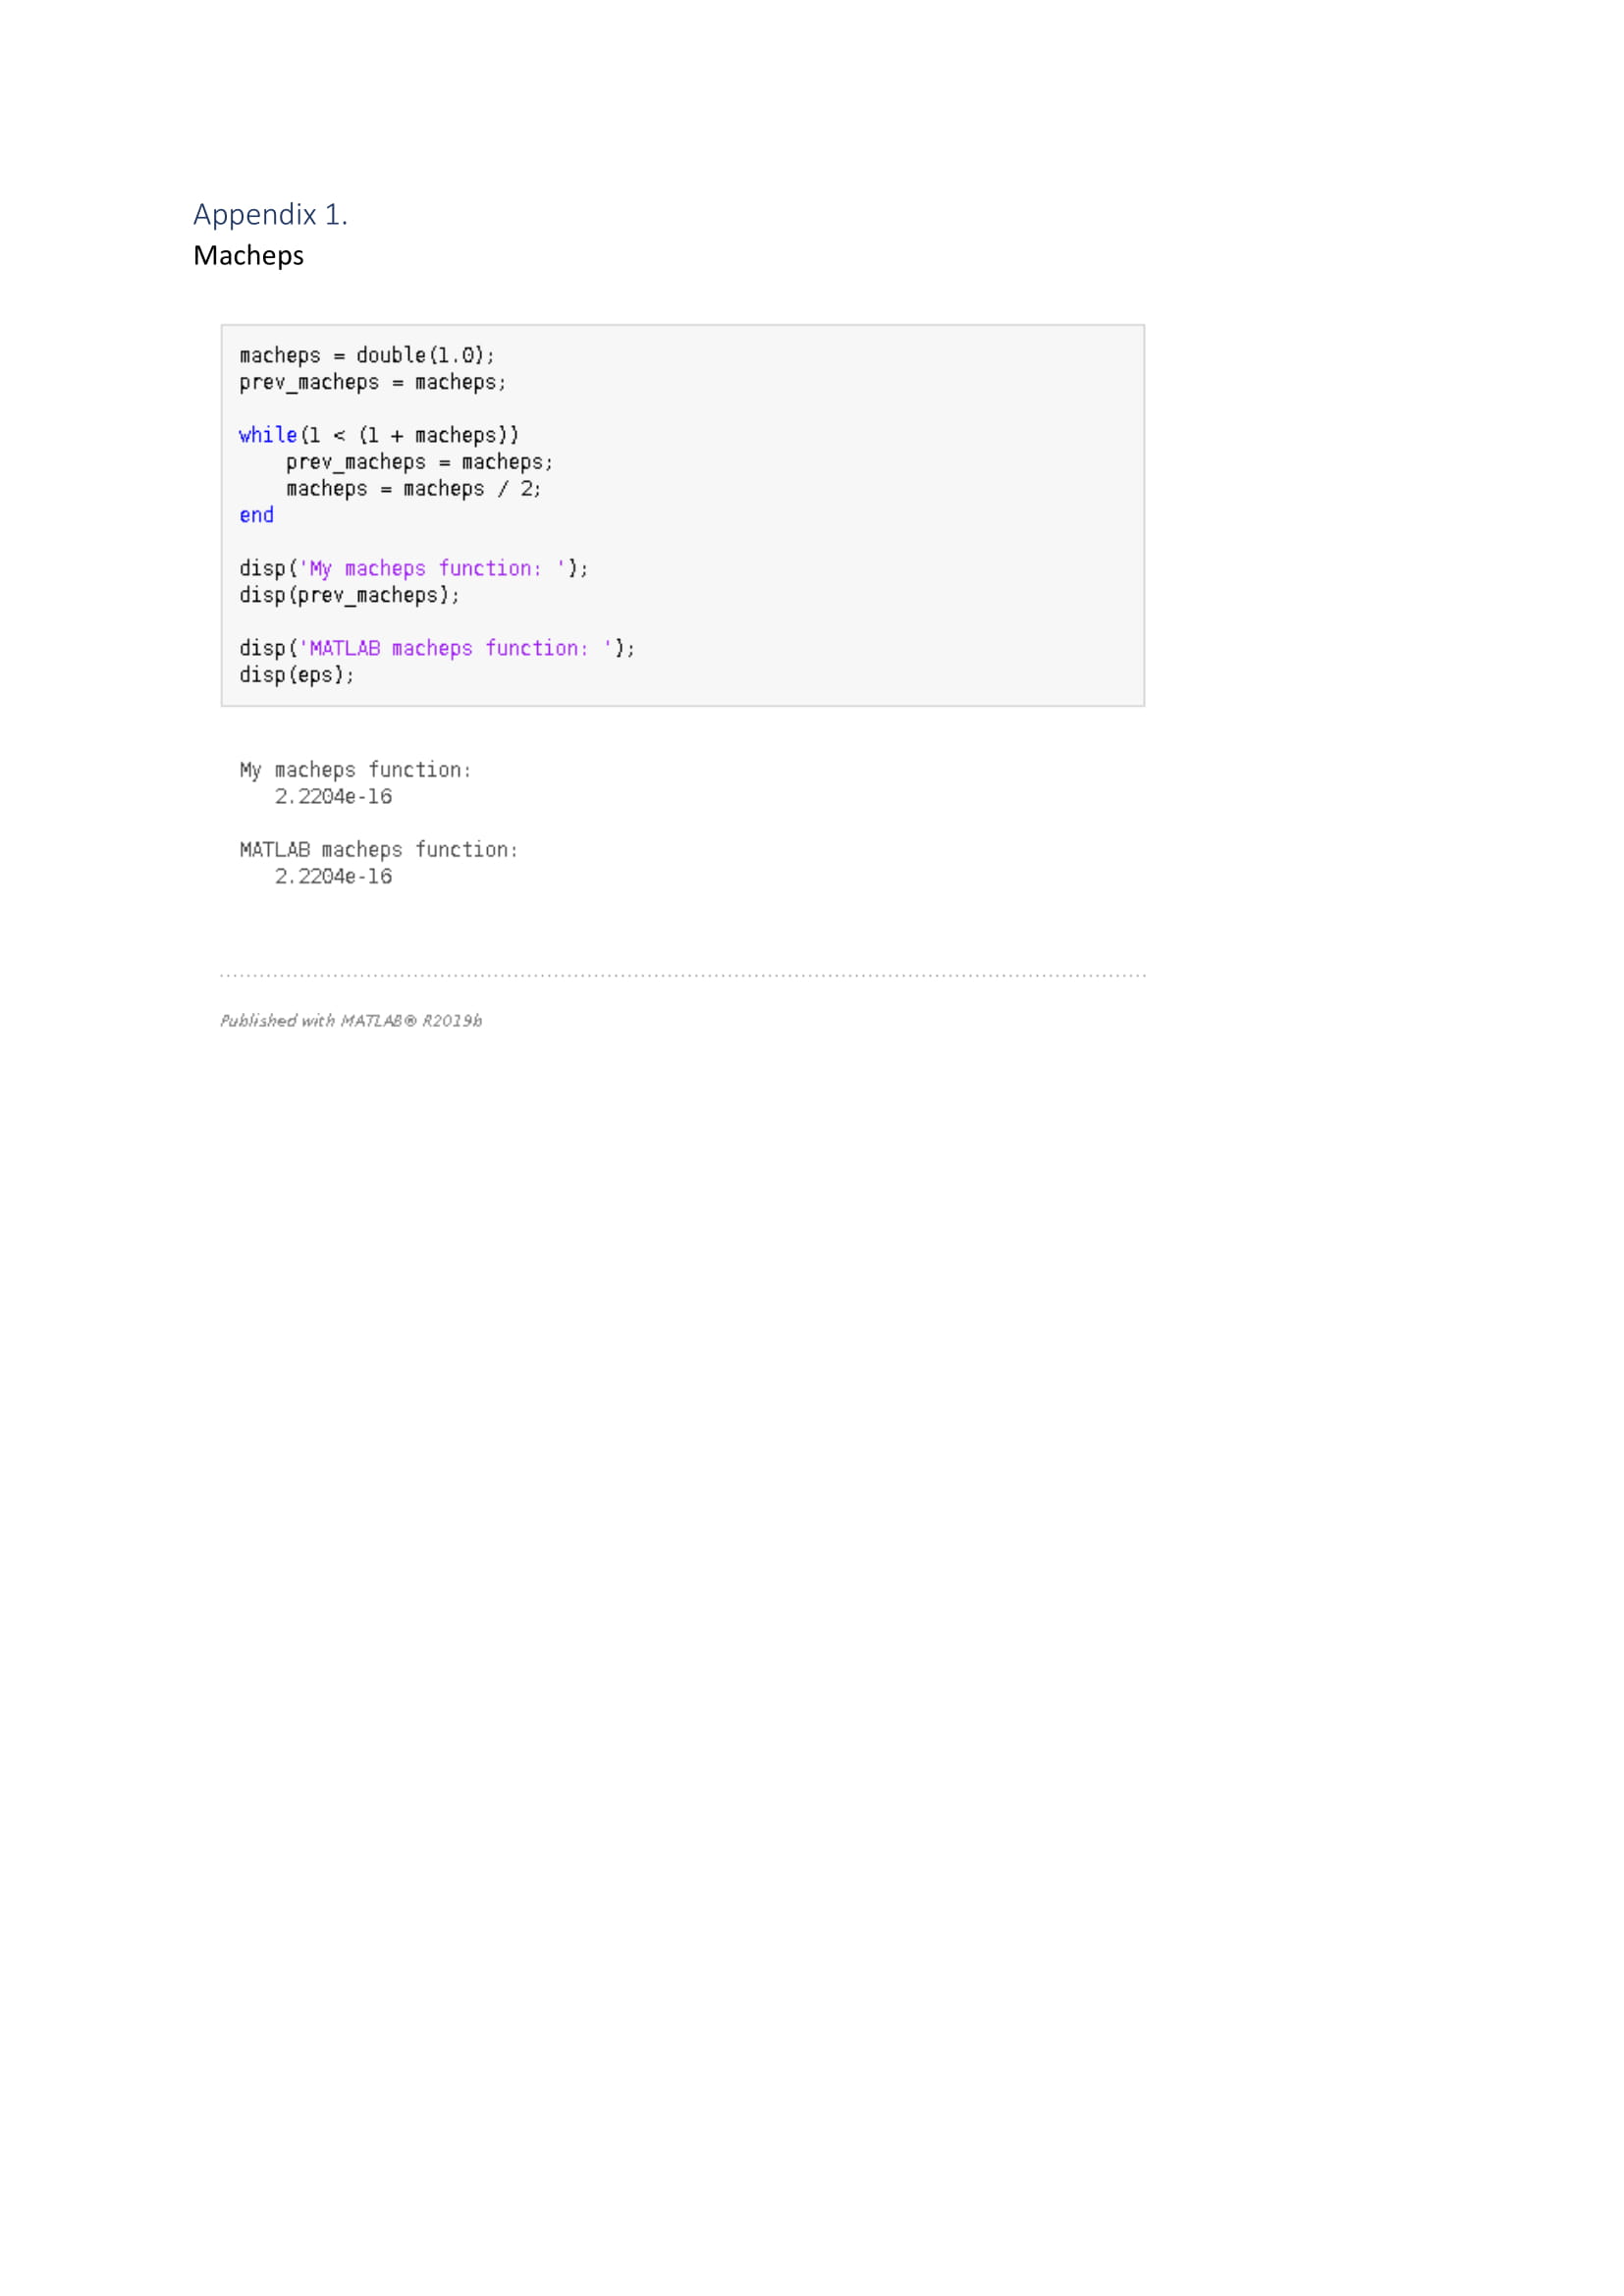 Appendix 1.
Macheps
macheps = double(1.0);
prev_macheps = macheps;
while(1 < (1 + macheps))
    prev_macheps = macheps;
    macheps = macheps / 2;
end
disp('My macheps function: ');
disp(prev_macheps);
disp('MATLAB macheps function: ');
disp(eps);
My macheps function:
   2.2204e-16
MATLAB macheps function:
   2.2204e-16
Published with MATLAB® R2019b